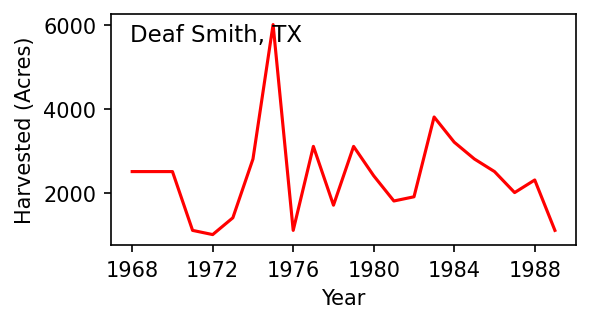 Deaf Smith, TX
Harvested (Acres)
6000
4000
2000
1968 1972 1976 1980 1984 1988
Year